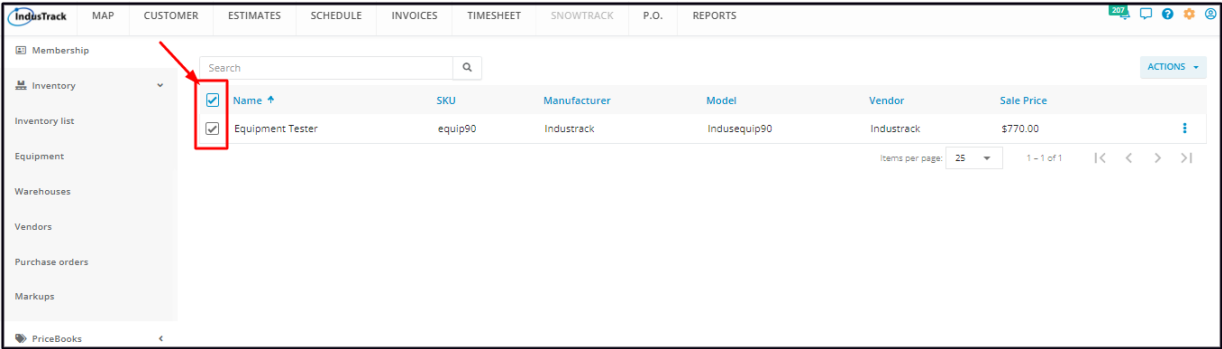 IndusTrack MAP CUSTOMER ESTIMATES SCHEDULE INVOICES TIMESHEET SNOWTRACK P.O. REPORTS 207
Membership
Search ACTIONS
Inventory
Name SKU Manufacturer Model Vendor Sale Price
Inventory list
Equipment Tester equip90 Industrack Indusequip90 Industrack $770.00
Equipment
Items per page: 25 1 – 1 of 1
Warehouses
Vendors
Purchase orders
Markups
PriceBooks